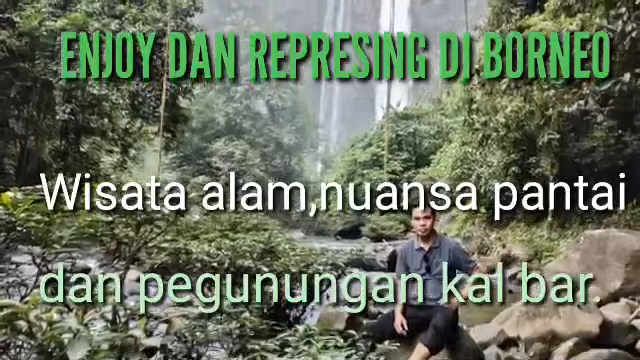 ENJOY DAN REPRESING DI BORNEO
Wisata alam,nuansa pantai
dan pegunungan kal bar.